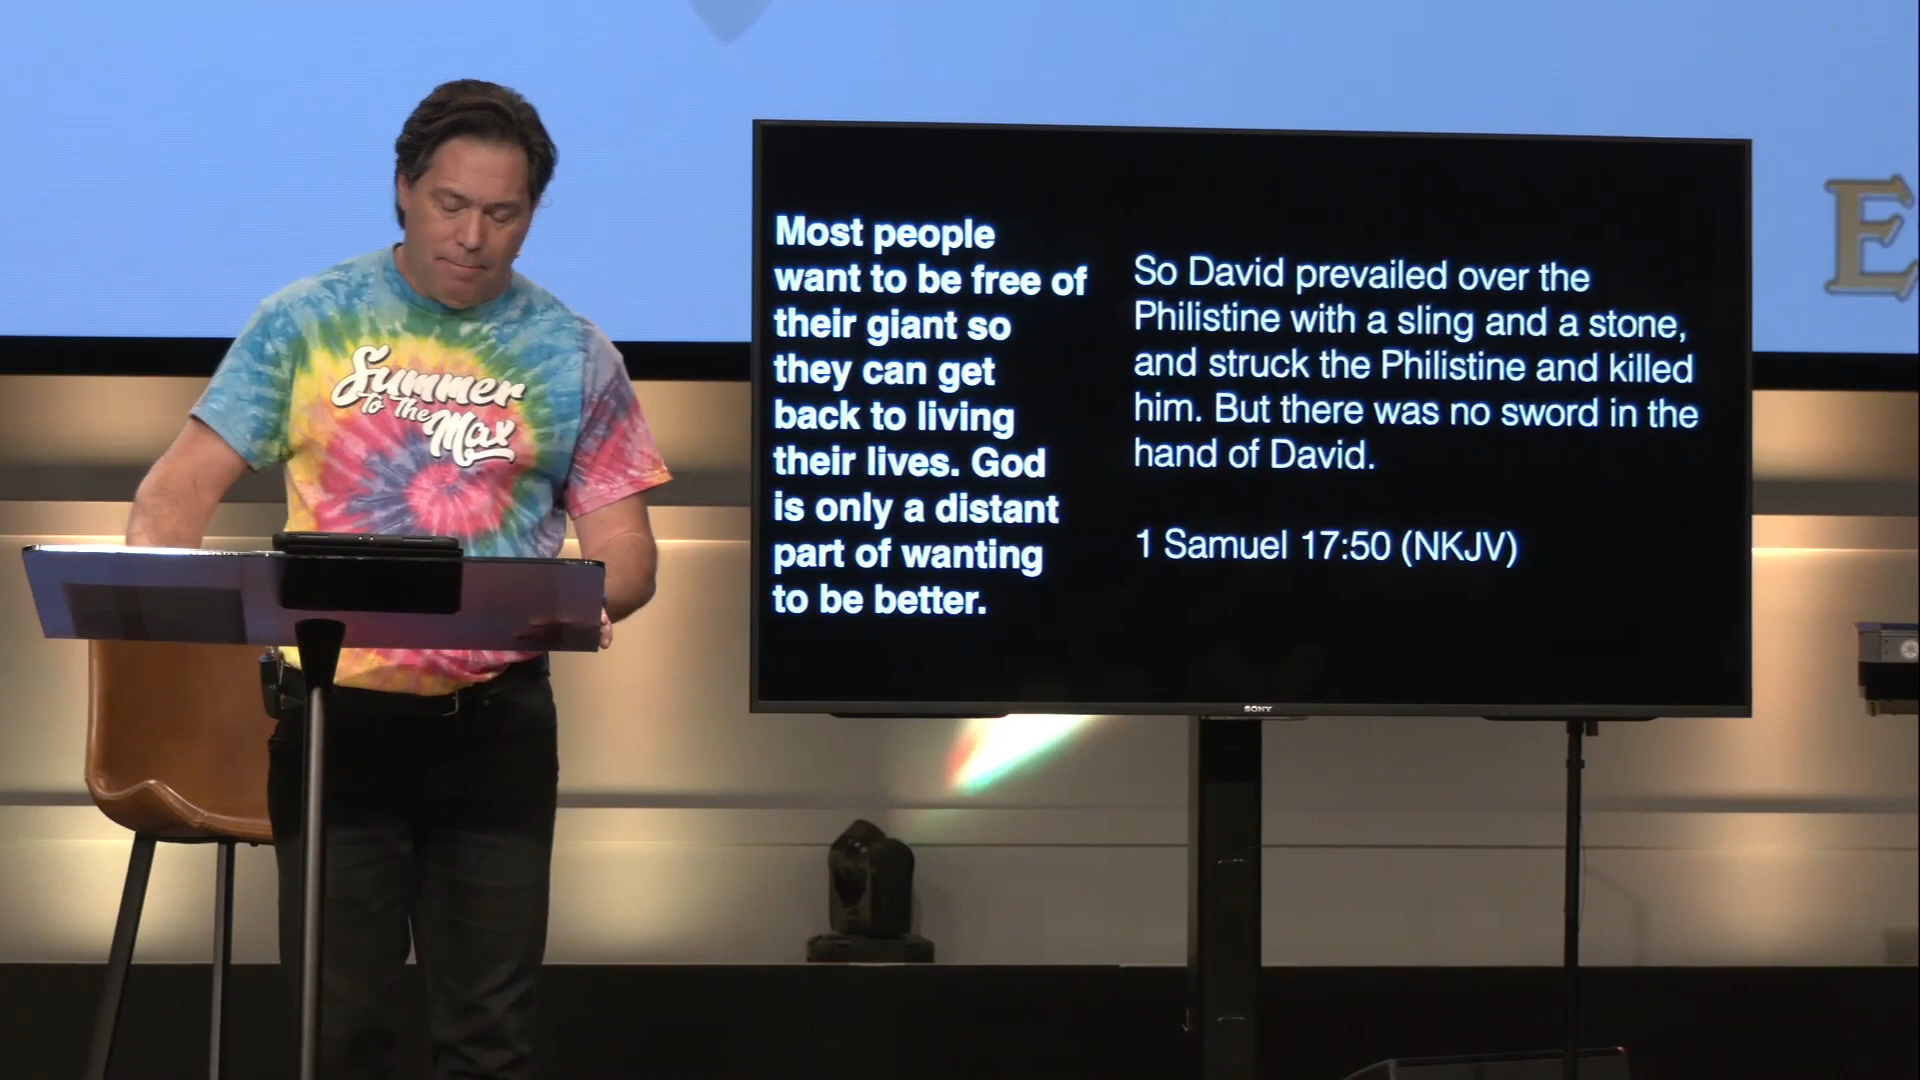 Summer
To The
Max
Most people
want to be free of
their giant so
they can get
back to living
their lives. God
is only a distant
part of wanting
to be better.
So David prevailed over the
Philistine with a sling and a stone,
and struck the Philistine and killed
him. But there was no sword in the
hand of David.
1 Samuel 17:50 (NKJV)
SONY
E